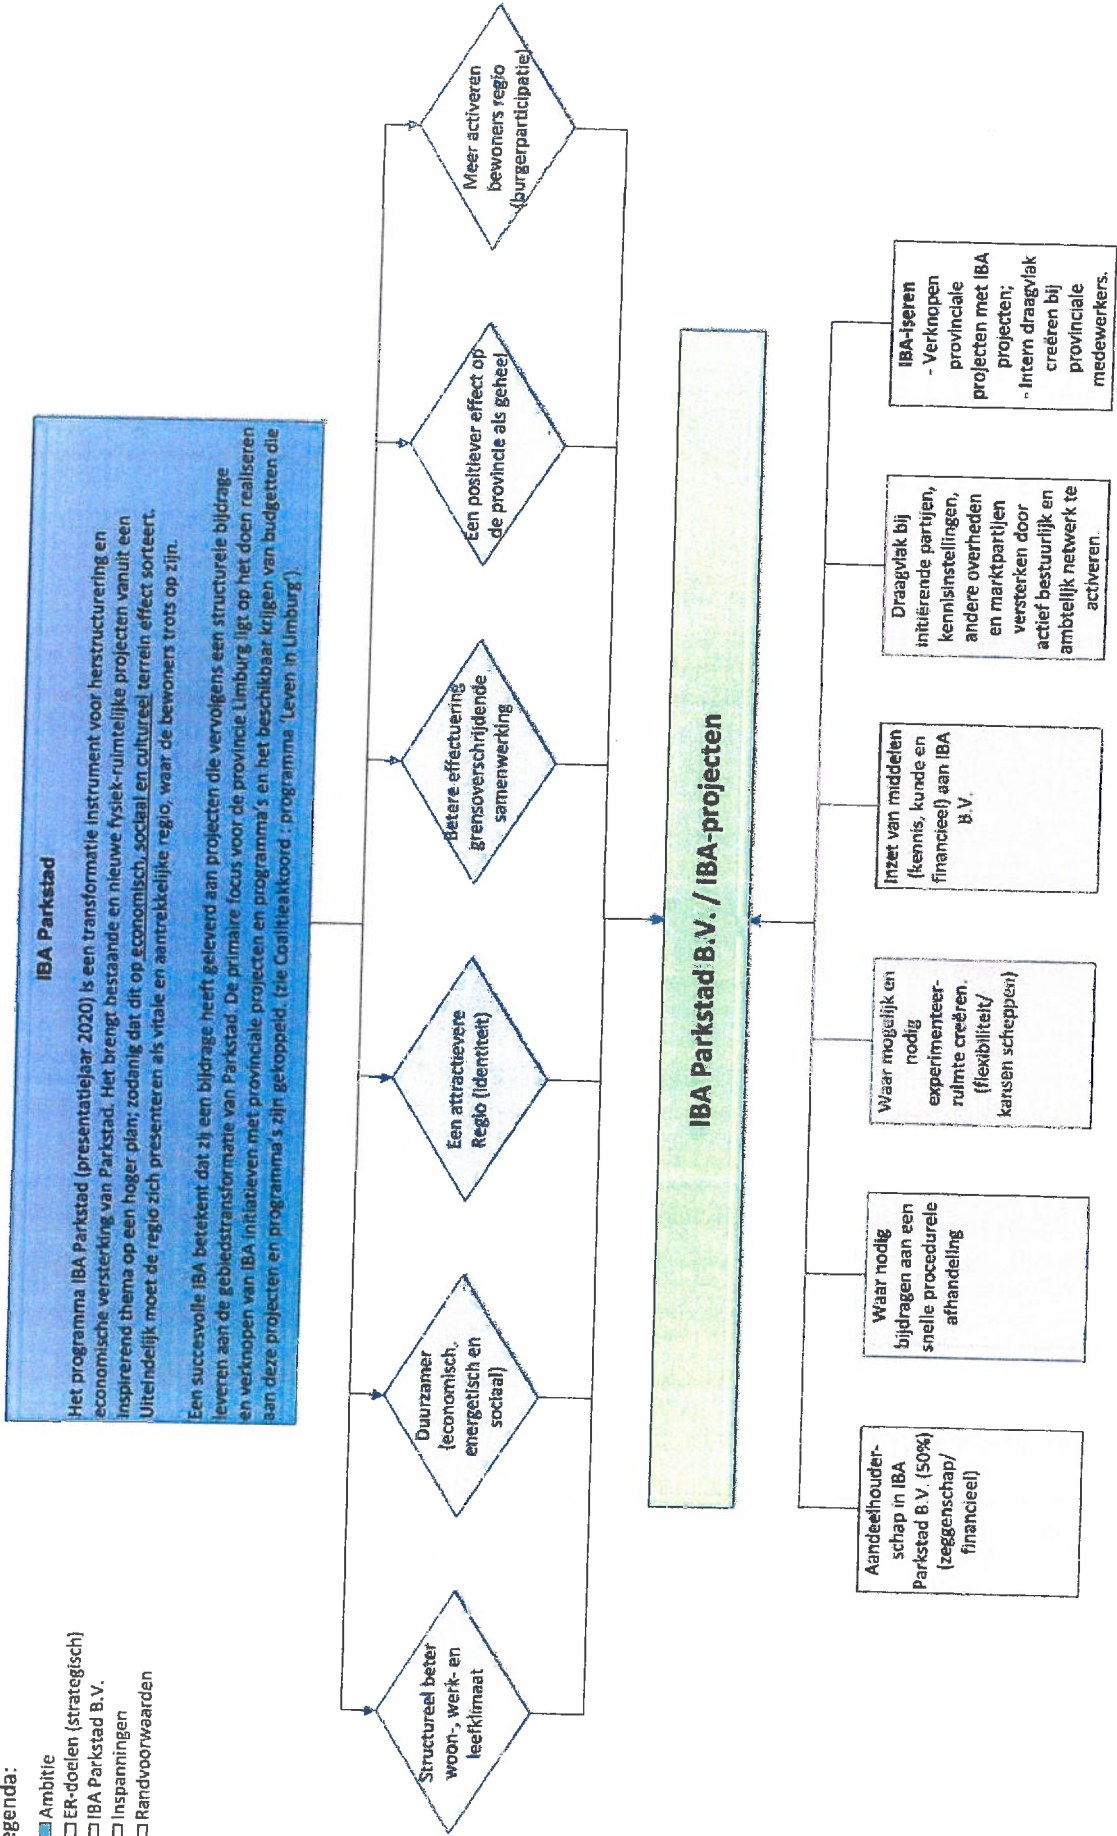 egenda:
Ambitie
ER-doelen (strategisch)
IBA Parkstad B.V.
Inspanningen
Randvoorwaarden
IBA Parkstad
Het programma IBA Parkstad (presentatiejaar 2020) is een transformatie instrument voor herstructurering en
economische versterking van Parkstad. Het brengt bestaande en nieuwe fysiek-ruimtelijke projecten vanuit een
inspirerend thema op een hoger plan; zodanig dat dit op economisch, sociaal en cultureel terrein effect sorteert.
Uiteindelijk moet de regio zich presenteren als vitale en aantrekkelijke regio, waar de bewoners trots op zijn.
Een succesvolle IBA betekent dat zij een bijdrage heeft geleverd aan projecten die vervolgens een structurele bijdrage
leveren aan de gebiedstransformatie van Parkstad. De primaire focus voor de provincie Limburg ligt op het doen realiseren
en verknopen van IBA initiatieven met provinciale projecten en programma's en het beschikbaar krijgen van budgetten die
aan deze projecten en programma's zijn gekoppeld. (zie Coalitieakkoord : programma 'Leven in Limburg').
Structureel beter
woon-, werk- en
leefklimaat
Duurzamer
(economisch,
energetisch en
sociaal)
Een attractievere
Regio (identiteit)
Betere effectuering
grensoverschrijdende
samenwerking
Een positiever effect op
de provincie als geheel
Meer activeren
bewoners regio
(burgerparticipatie)
IBA Parkstad B.V. / IBA-projecten
Aandeelhouder-
schap in IBA
Parkstad B.V. (50%)
(zeggenschap/
financieel)
Waar nodig
bijdragen aan een
snelle procedurele
afhandeling
Waar mogelijk en
nodig
experimenteer-
ruimte creëren.
(flexibiliteit/
kansen scheppen)
Inzet van middelen
(kennis, kunde en
financieel) aan IBA
B.V.
Draagvlak bij
initiërende partijen,
kennisinstellingen,
andere overheden
en marktpartijen
versterken door
actief bestuurlijk en
ambtelijk netwerk te
activeren.
IBA-iseren
- Verknopen
provinciale
projecten met IBA
projecten;
- Intern draagvlak
creëren bij
provinciale
medewerkers.